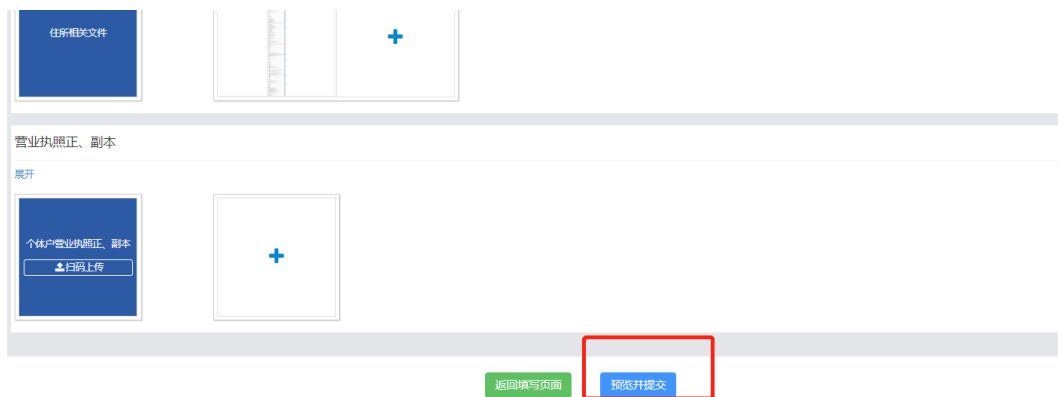 住所相关文件
营业执照正、副本
展开
个体户营业执照正、副本
扫码上传
返回填写页面
预览并提交